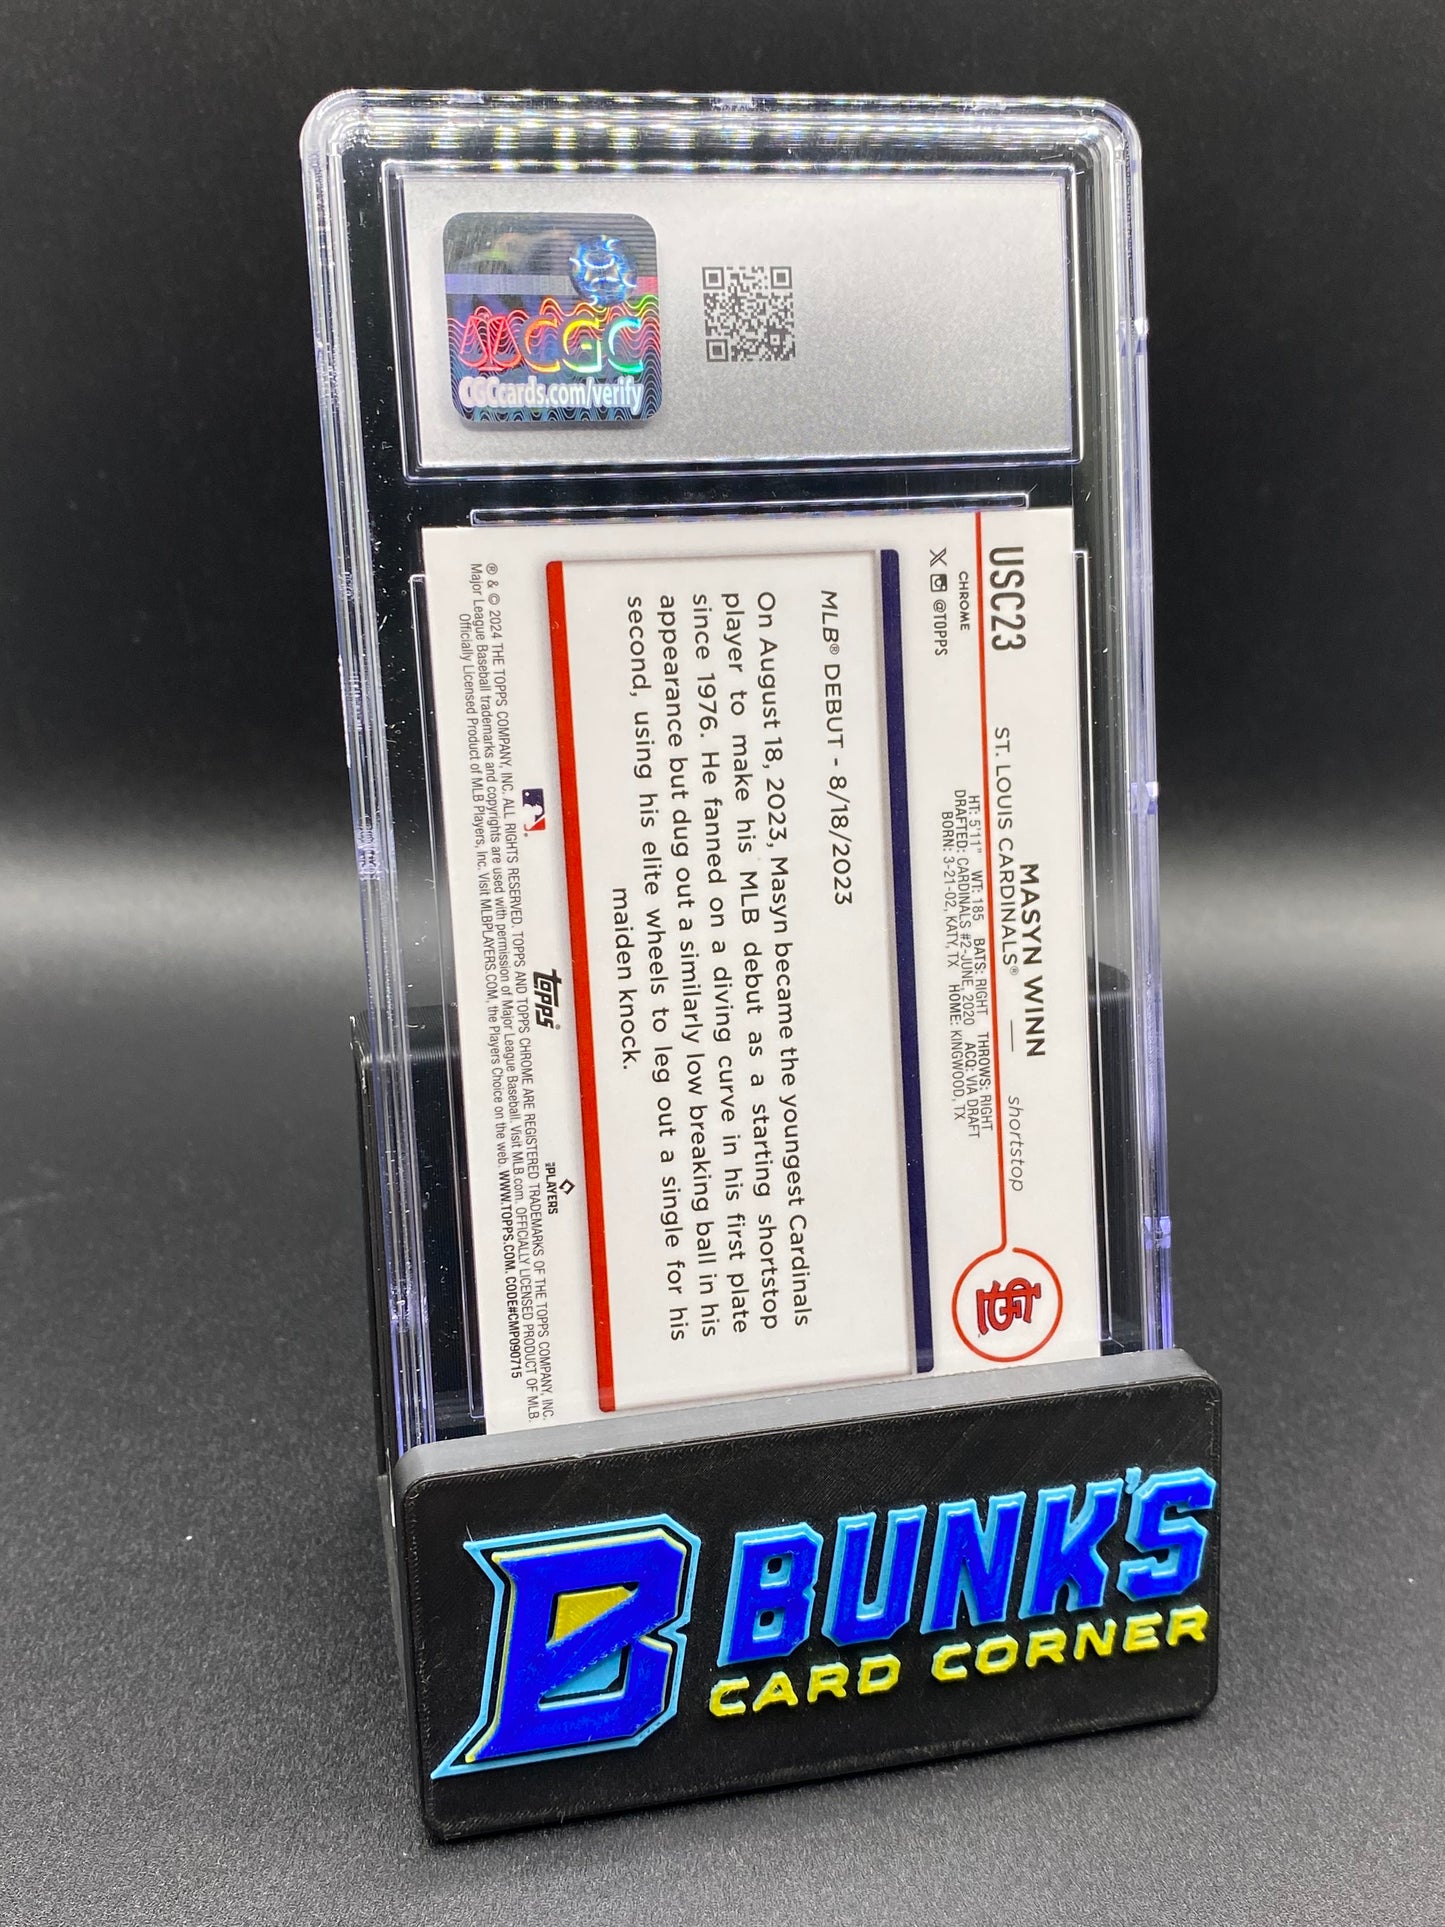 CGC
CGCcards.com/verify
USC23
CHROME
@TOPPS
MASYN WINN — shortstop
ST. LOUIS CARDINALS®
HT: 5'11" WT: 185 BATS: RIGHT THROWS: RIGHT
DRAFTED: CARDINALS #2-JUNE, 2020 ACQ: VIA DRAFT
BORN: 3-21-02, KATY, TX HOME: KINGWOOD, TX
STL
MLB® DEBUT - 8/18/2023
On August 18, 2023, Masyn became the youngest Cardinals
player to make his MLB debut as a starting shortstop
since 1976. He fanned on a diving curve in his first plate
appearance but dug out a similarly low breaking ball in his
second, using his elite wheels to leg out a single for his
maiden knock.
topps®
PLAYERS
® & © 2024 THE TOPPS COMPANY, INC. ALL RIGHTS RESERVED. TOPPS AND TOPPS CHROME ARE REGISTERED TRADEMARKS OF THE TOPPS COMPANY, INC.
Major League Baseball trademarks and copyrights are used with permission of Major League Baseball. Visit MLB.com. OFFICIALLY LICENSED PRODUCT OF MLB
Officially Licensed Product of MLB Players, Inc. Visit MLBPLAYERS.COM, the Players Choice on the web. WWW.TOPPS.COM. CODE#CMP090715
B BUNK'S
CARD CORNER